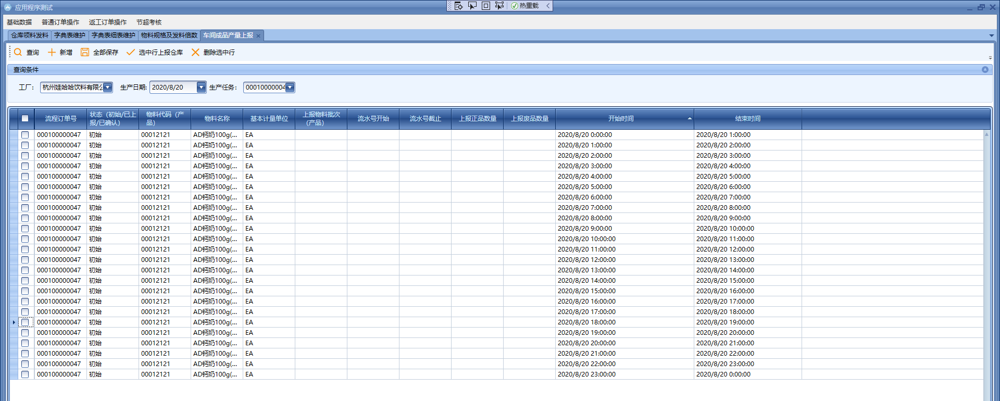 应用程序测试
热重载
基础数据 普通订单操作 返工订单操作 节超考核
仓库领料发料 字典表维护 字典表细表维护 物料规格及发料倍数 车间成品产量上报
查询 新增 全部保存 选中行上报仓库 删除选中行
查询条件
工厂: 杭州娃哈哈饮料有限公 生产日期: 2020/8/20 生产任务: 00010000004
流程订单号 状态（初始/已上报/已确认） 物料代码（产品） 物料名称 基本计量单位 上报物料批次（产品） 流水号开始 流水号截止 上报正品数量 上报废品数量 开始时间 结束时间
000100000047 初始 00012121 AD钙奶100g(... EA 2020/8/20 0:00:00 2020/8/20 1:00:00
000100000047 初始 00012121 AD钙奶100g(... EA 2020/8/20 1:00:00 2020/8/20 2:00:00
000100000047 初始 00012121 AD钙奶100g(... EA 2020/8/20 2:00:00 2020/8/20 3:00:00
000100000047 初始 00012121 AD钙奶100g(... EA 2020/8/20 3:00:00 2020/8/20 4:00:00
000100000047 初始 00012121 AD钙奶100g(... EA 2020/8/20 4:00:00 2020/8/20 5:00:00
000100000047 初始 00012121 AD钙奶100g(... EA 2020/8/20 5:00:00 2020/8/20 6:00:00
000100000047 初始 00012121 AD钙奶100g(... EA 2020/8/20 6:00:00 2020/8/20 7:00:00
000100000047 初始 00012121 AD钙奶100g(... EA 2020/8/20 7:00:00 2020/8/20 8:00:00
000100000047 初始 00012121 AD钙奶100g(... EA 2020/8/20 8:00:00 2020/8/20 9:00:00
000100000047 初始 00012121 AD钙奶100g(... EA 2020/8/20 9:00:00 2020/8/20 10:00:00
000100000047 初始 00012121 AD钙奶100g(... EA 2020/8/20 10:00:00 2020/8/20 11:00:00
000100000047 初始 00012121 AD钙奶100g(... EA 2020/8/20 11:00:00 2020/8/20 12:00:00
000100000047 初始 00012121 AD钙奶100g(... EA 2020/8/20 12:00:00 2020/8/20 13:00:00
000100000047 初始 00012121 AD钙奶100g(... EA 2020/8/20 13:00:00 2020/8/20 14:00:00
000100000047 初始 00012121 AD钙奶100g(... EA 2020/8/20 14:00:00 2020/8/20 15:00:00
000100000047 初始 00012121 AD钙奶100g(... EA 2020/8/20 15:00:00 2020/8/20 16:00:00
000100000047 初始 00012121 AD钙奶100g(... EA 2020/8/20 16:00:00 2020/8/20 17:00:00
000100000047 初始 00012121 AD钙奶100g(... EA 2020/8/20 17:00:00 2020/8/20 18:00:00
000100000047 初始 00012121 AD钙奶100g(... EA 2020/8/20 18:00:00 2020/8/20 19:00:00
000100000047 初始 00012121 AD钙奶100g(... EA 2020/8/20 19:00:00 2020/8/20 20:00:00
000100000047 初始 00012121 AD钙奶100g(... EA 2020/8/20 20:00:00 2020/8/20 21:00:00
000100000047 初始 00012121 AD钙奶100g(... EA 2020/8/20 21:00:00 2020/8/20 22:00:00
000100000047 初始 00012121 AD钙奶100g(... EA 2020/8/20 22:00:00 2020/8/20 23:00:00
000100000047 初始 00012121 AD钙奶100g(... EA 2020/8/20 23:00:00 2020/8/20 0:00:00